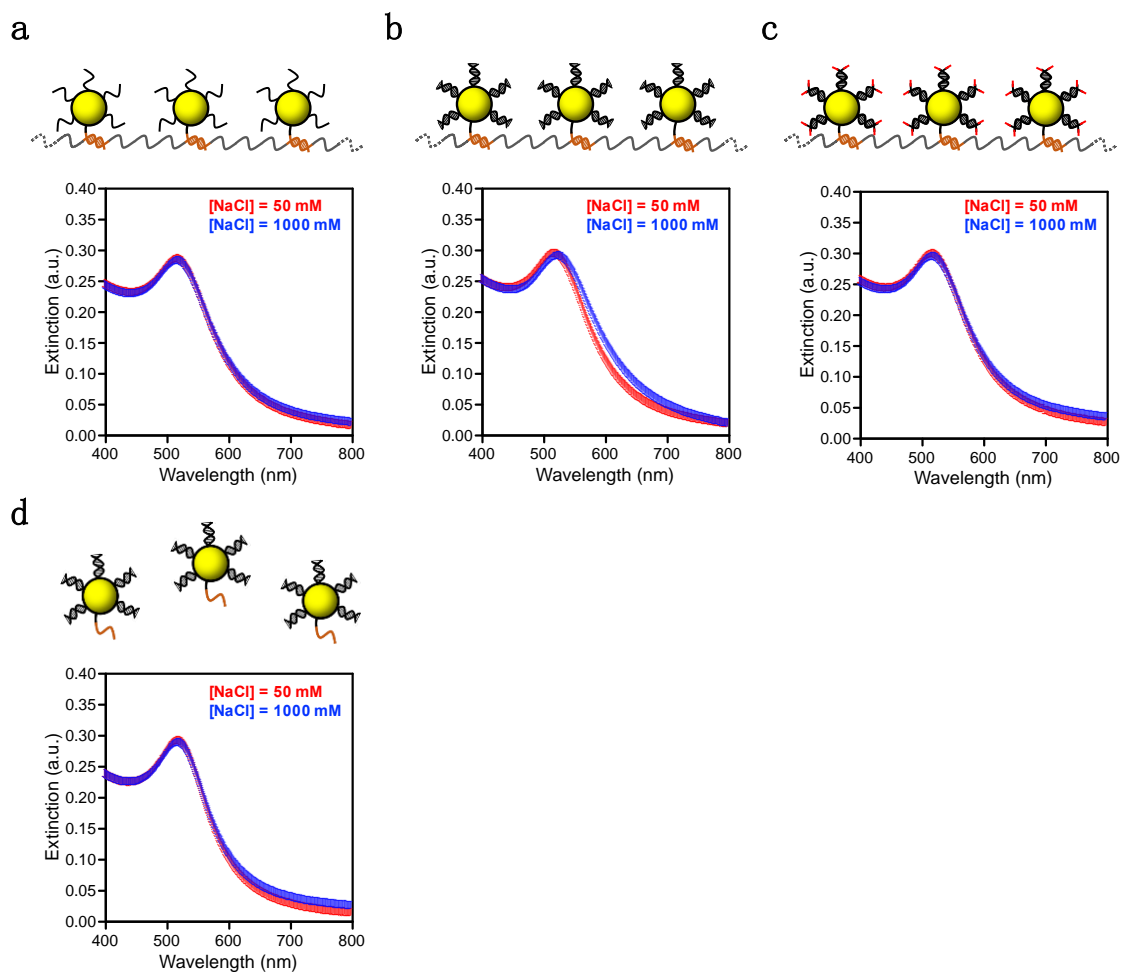 a
b
c
[NaCl] = 50 mM
[NaCl] = 1000 mM
Extinction (a.u.)
0.40
0.35
0.30
0.25
0.20
0.15
0.10
0.05
0.00
400 500 600 700 800
Wavelength (nm)
[NaCl] = 50 mM
[NaCl] = 1000 mM
Extinction (a.u.)
0.40
0.35
0.30
0.25
0.20
0.15
0.10
0.05
0.00
400 500 600 700 800
Wavelength (nm)
[NaCl] = 50 mM
[NaCl] = 1000 mM
Extinction (a.u.)
0.40
0.35
0.30
0.25
0.20
0.15
0.10
0.05
0.00
400 500 600 700 800
Wavelength (nm)
d
[NaCl] = 50 mM
[NaCl] = 1000 mM
Extinction (a.u.)
0.40
0.35
0.30
0.25
0.20
0.15
0.10
0.05
0.00
400 500 600 700 800
Wavelength (nm)